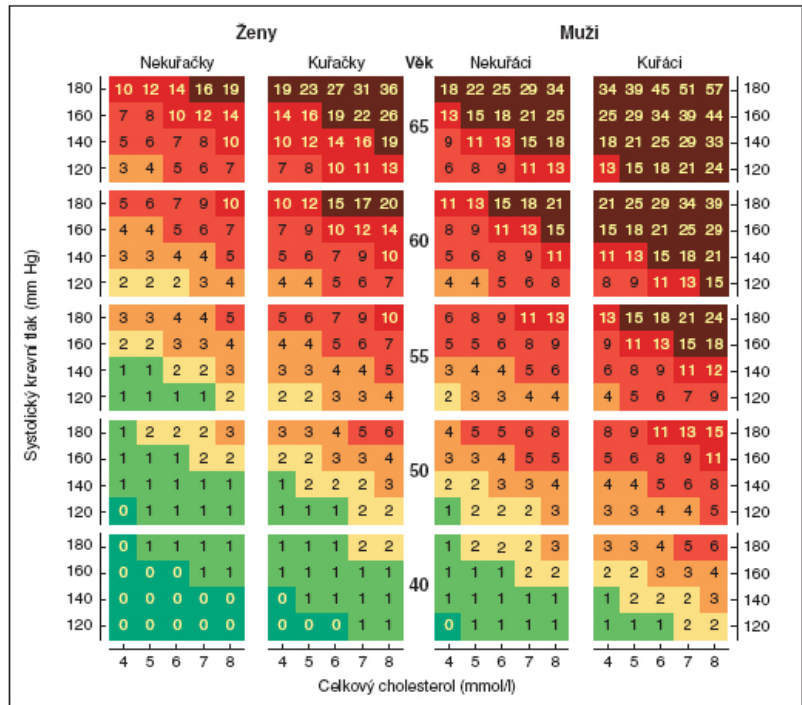 Ženy Muži
Nekuřačky Kuřačky Věk Nekuřáci Kuřáci
180 10 12 14 16 19 19 23 27 31 36 18 22 25 29 34 34 39 45 51 57 180
160 7 8 10 12 14 14 16 19 22 26 13 15 18 21 25 25 29 34 39 44 160
65
140 5 6 7 8 10 10 12 14 16 19 9 11 13 15 18 18 21 25 29 33 140
120 3 4 5 6 7 7 8 10 11 13 6 8 9 11 13 13 15 18 21 24 120
180 5 6 7 9 10 10 12 15 17 20 11 13 15 18 21 21 25 29 34 39 180
160 4 4 5 6 7 7 9 10 12 14 8 9 11 13 15 15 18 21 25 29 160
60
140 3 3 4 4 5 5 6 7 9 10 5 6 8 9 11 11 13 15 18 21 140
120 2 2 2 3 4 4 4 5 6 7 4 4 5 6 8 8 9 11 13 15 120
180 3 3 4 4 5 5 6 7 9 10 6 8 9 11 13 13 15 18 21 24 180
160 2 2 3 3 4 4 4 5 6 7 5 5 6 8 9 9 11 13 15 18 160
55
140 1 1 2 2 3 3 3 4 4 5 3 4 4 5 6 6 8 9 11 12 140
120 1 1 1 1 2 2 2 3 3 4 2 3 3 4 4 4 5 6 7 9 120
180 1 2 2 2 3 3 3 4 5 6 4 5 5 6 8 8 9 11 13 15 180
160 1 1 1 2 2 2 2 3 3 4 3 3 4 5 5 5 6 8 9 11 160
50
140 1 1 1 1 1 1 2 2 2 3 2 2 3 3 4 4 4 5 6 8 140
120 0 1 1 1 1 1 1 1 2 2 1 2 2 2 3 3 3 4 4 5 120
180 0 1 1 1 1 1 1 1 2 2 1 2 2 2 3 3 3 4 5 6 180
160 0 0 0 1 1 1 1 1 1 1 1 1 1 2 2 2 2 3 3 4 160
40
140 0 0 0 0 0 0 1 1 1 1 1 1 1 1 1 1 2 2 2 3 140
120 0 0 0 0 0 0 0 0 1 1 0 1 1 1 1 1 1 1 2 2 120
4 5 6 7 8 4 5 6 7 8 4 5 6 7 8 4 5 6 7 8
Celkový cholesterol (mmol/l)
Systolický krevní tlak (mm Hg)